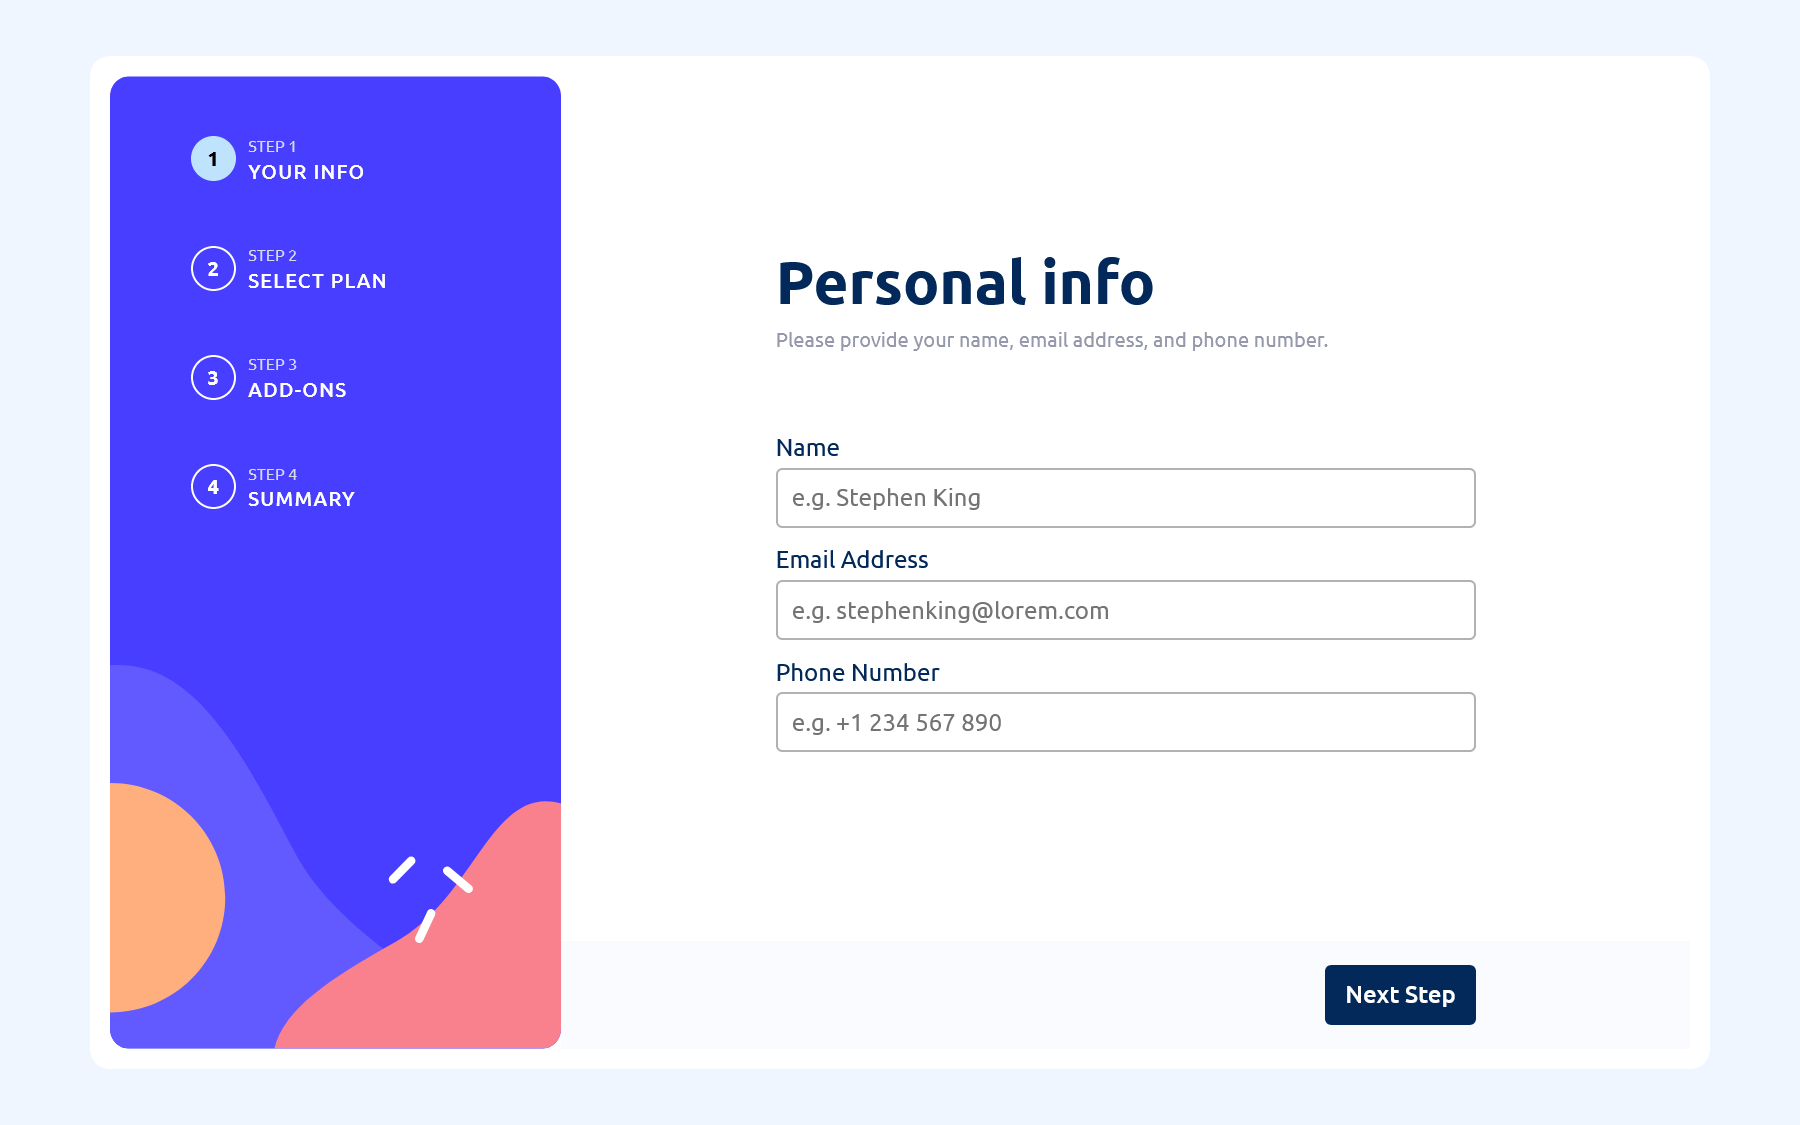 1
STEP 1
YOUR INFO
2
STEP 2
SELECT PLAN
3
STEP 3
ADD-ONS
4
STEP 4
SUMMARY
Personal info
Please provide your name, email address, and phone number.
Name
e.g. Stephen King
Email Address
e.g. stephenking@lorem.com
Phone Number
e.g. +1 234 567 890
Next Step